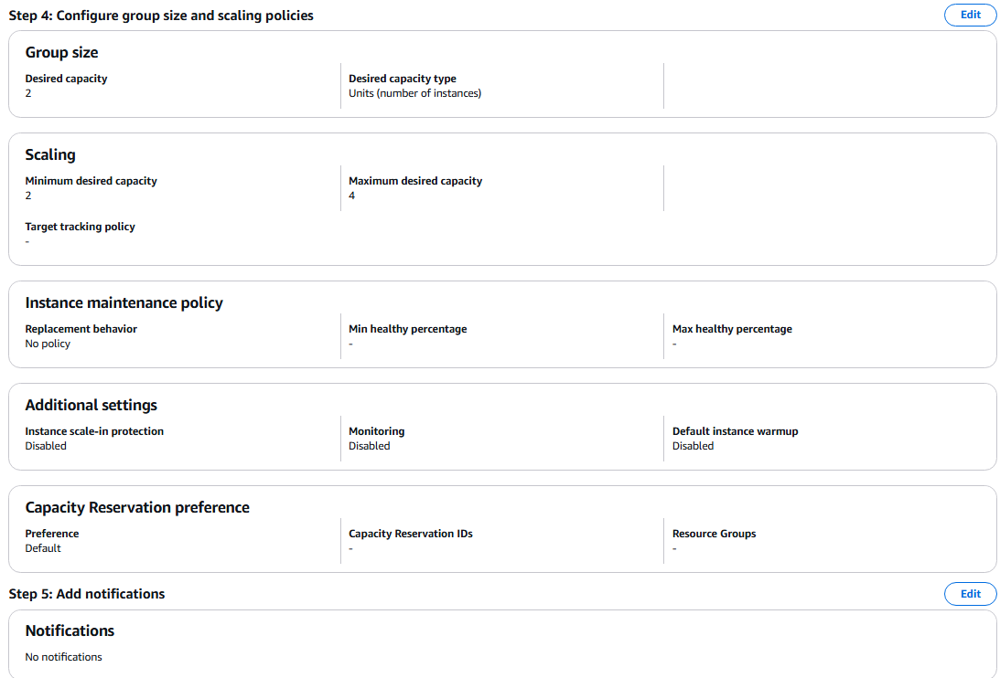 Step 4: Configure group size and scaling policies
Edit
Group size
Desired capacity
2
Desired capacity type
Units (number of instances)
Scaling
Minimum desired capacity
2
Maximum desired capacity
4
Target tracking policy
-
Instance maintenance policy
Replacement behavior
No policy
Min healthy percentage
-
Max healthy percentage
-
Additional settings
Instance scale-in protection
Disabled
Monitoring
Disabled
Default instance warmup
Disabled
Capacity Reservation preference
Preference
Default
Capacity Reservation IDs
-
Resource Groups
-
Step 5: Add notifications
Edit
Notifications
No notifications